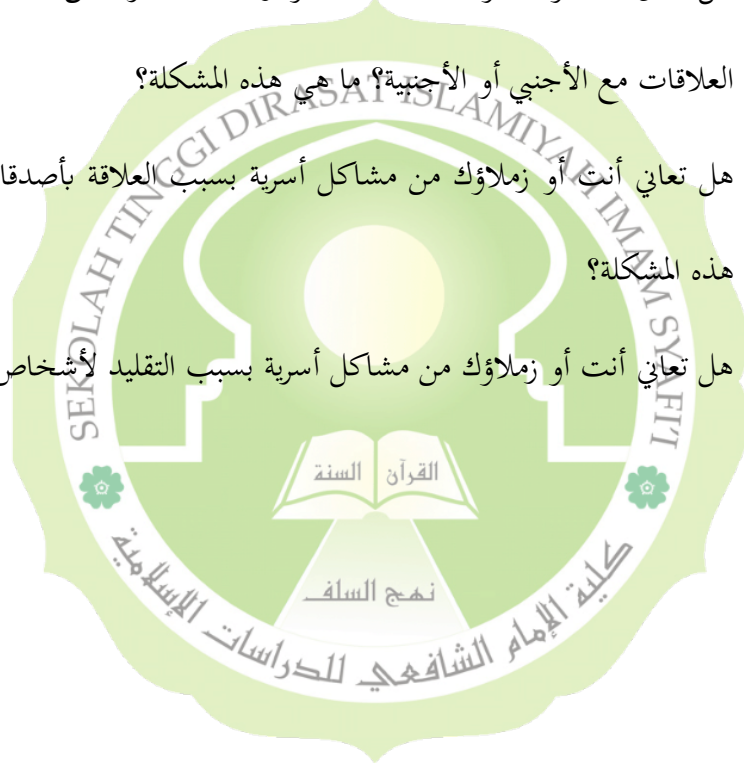 العلاقات مع الأجنبي أو الأجنبية؟ ما هي هذه المشكلة؟
هل تعاني أنت أو زملاؤك من مشاكل أسرية بسبب العلاقة بأصدقا
هذه المشكلة؟
هل تعاني أنت أو زملاؤك من مشاكل أسرية بسبب التقليد لأشخاص
SEKOLAH TINGGI DIRASAT ISLAMIYAH IMAM SYAFI'I
القرآن السنة
نهج السلف
كلية الإمام الشافعي للدراسات الإسلامية